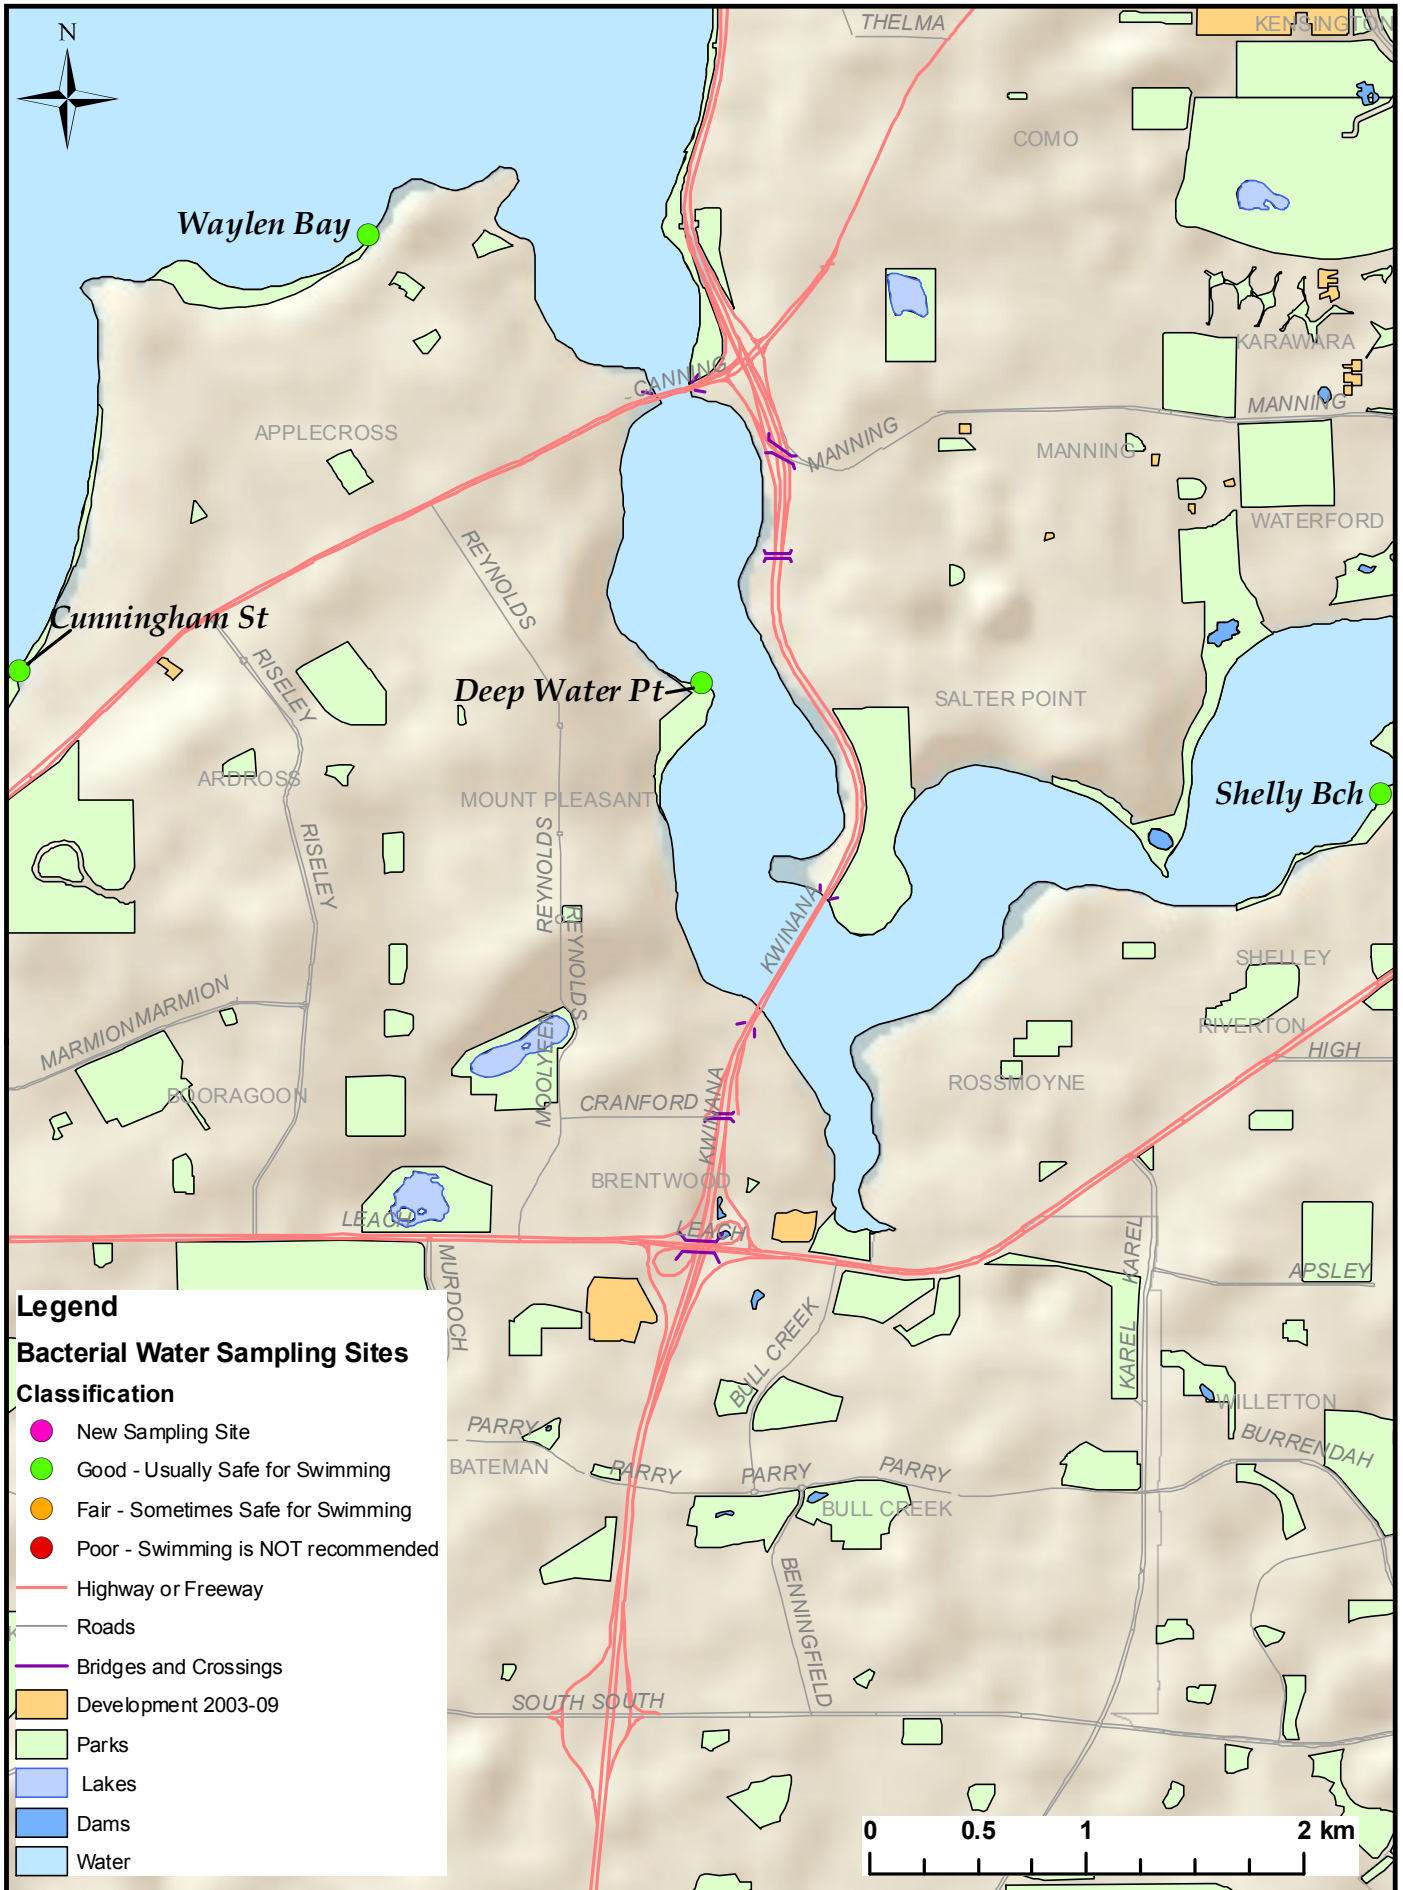 N
THELMA
KENSINGTON
COMO
Waylen Bay
KARAWARA
CANNING
MANNING
MANNING
APPLECROSS
MANNING
WATERFORD
REYNOLDS
Cunningham St
RISELEY
Deep Water Pt
SALTER POINT
ARDROSS
MOUNT PLEASANT
Shelly Bch
RISELEY
REYNOLDS
REYNOLDS
KWINANA
SHELLEY
MARMION MARMION
RIVERTON
HIGH
MOOLYEEN
ROSSMOYNE
BOORAGOON
CRANFORD
KWINANA
BRENTWOOD
LEACH
LEACH
KAREL
APSLEY
MURDOCH
BULL CREEK
KAREL
WILLETTON
PARRY
BURRENDAH
BATEMAN
PARRY
PARRY
PARRY
BULL CREEK
BENNINGFIELD
SOUTH SOUTH
Legend
Bacterial Water Sampling Sites
Classification
New Sampling Site
Good - Usually Safe for Swimming
Fair - Sometimes Safe for Swimming
Poor - Swimming is NOT recommended
Highway or Freeway
Roads
Bridges and Crossings
Development 2003-09
Parks
Lakes
Dams
Water
0 0.5 1 2 km